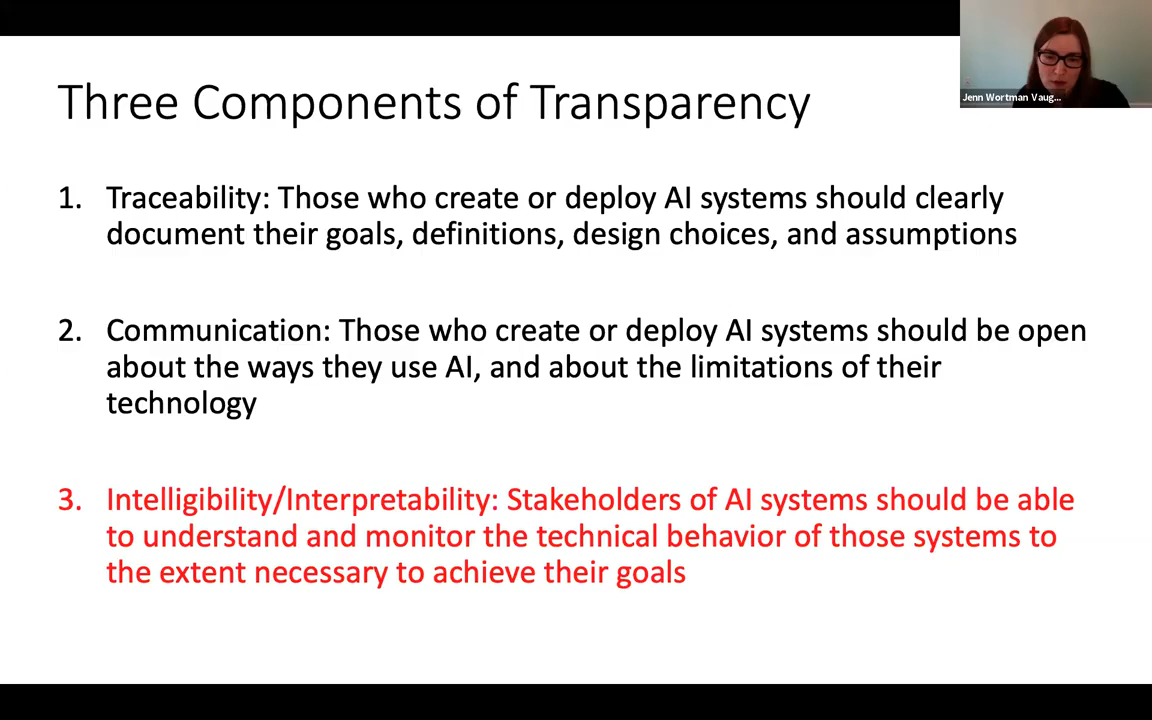 Three Components of Transparency
Jenn Wortman Vaug...
1. Traceability: Those who create or deploy AI systems should clearly
document their goals, definitions, design choices, and assumptions
2. Communication: Those who create or deploy AI systems should be open
about the ways they use AI, and about the limitations of their
technology
3. Intelligibility/Interpretability: Stakeholders of AI systems should be able
to understand and monitor the technical behavior of those systems to
the extent necessary to achieve their goals